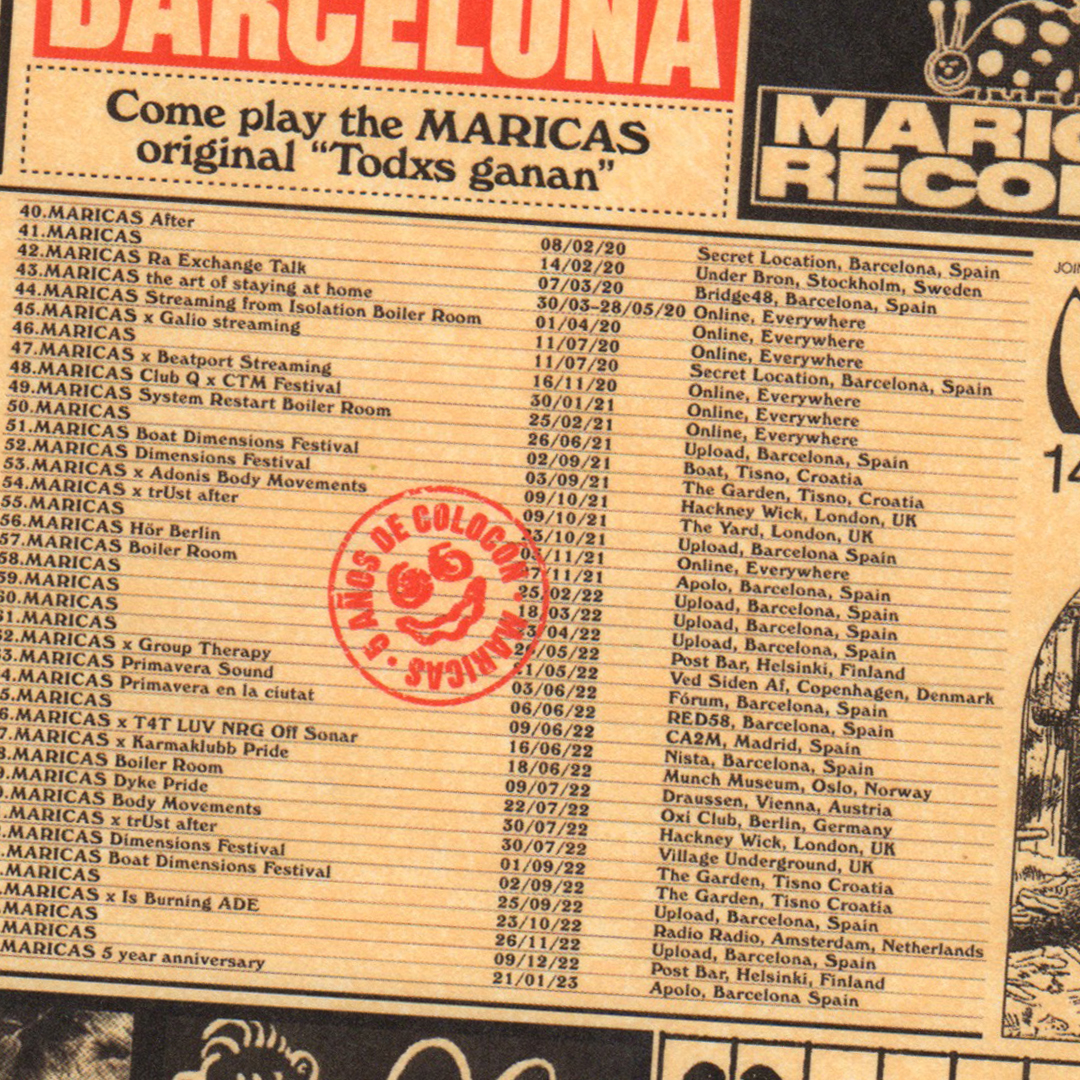 BARCELONA
Come play the MARICAS
original “Todxs ganan”
40.MARICAS After 08/02/20 Secret Location, Barcelona, Spain
41.MARICAS 14/02/20 Under Bron, Stockholm, Sweden
42.MARICAS Ra Exchange Talk 07/03/20 Bridge48, Barcelona, Spain
43.MARICAS the art of staying at home 30/03-28/05/20 Online, Everywhere
44.MARICAS Streaming from Isolation Boiler Room 01/04/20 Online, Everywhere
45.MARICAS x Galio streaming 11/07/20 Online, Everywhere
46.MARICAS 11/07/20 Secret Location, Barcelona, Spain
47.MARICAS x Beatport Streaming 16/11/20 Online, Everywhere
48.MARICAS Club Q x CTM Festival 30/01/21 Online, Everywhere
49.MARICAS System Restart Boiler Room 25/02/21 Online, Everywhere
50.MARICAS 26/06/21 Upload, Barcelona, Spain
51.MARICAS Boat Dimensions Festival 02/09/21 Boat, Tisno, Croatia
52.MARICAS Dimensions Festival 03/09/21 The Garden, Tisno, Croatia
53.MARICAS x Adonis Body Movements 09/10/21 Hackney Wick, London, UK
54.MARICAS x trUst after 09/10/21 The Yard, London, UK
55.MARICAS Upload, Barcelona Spain
56.MARICAS Hör Berlin Online, Everywhere
57.MARICAS Boiler Room Apolo, Barcelona, Spain
58.MARICAS 25/02/22 Upload, Barcelona, Spain
59.MARICAS 18/03/22 Upload, Barcelona, Spain
60.MARICAS Upload, Barcelona, Spain
61.MARICAS Post Bar, Helsinki, Finland
62.MARICAS x Group Therapy Ved Siden Af, Copenhagen, Denmark
63.MARICAS Primavera Sound 03/06/22 Fórum, Barcelona, Spain
4.MARICAS Primavera en la ciutat 06/06/22 RED58, Barcelona, Spain
5.MARICAS 09/06/22 CA2M, Madrid, Spain
6.MARICAS x T4T LUV NRG Off Sonar 16/06/22 Nista, Barcelona, Spain
7.MARICAS x Karmaklubb Pride 18/06/22 Munch Museum, Oslo, Norway
8.MARICAS Boiler Room 09/07/22 Draussen, Vienna, Austria
9.MARICAS Dyke Pride 22/07/22 Oxi Club, Berlin, Germany
.MARICAS Body Movements 30/07/22 Hackney Wick, London, UK
.MARICAS x trUst after 30/07/22 Village Underground, UK
.MARICAS Dimensions Festival 01/09/22 The Garden, Tisno Croatia
.MARICAS Boat Dimensions Festival 02/09/22 The Garden, Tisno Croatia
.MARICAS 25/09/22 Upload, Barcelona, Spain
.MARICAS x Is Burning ADE 23/10/22 Radio Radio, Amsterdam, Netherlands
.MARICAS 26/11/22 Upload, Barcelona, Spain
MARICAS 09/12/22 Post Bar, Helsinki, Finland
MARICAS 5 year anniversary 21/01/23 Apolo, Barcelona Spain
5 AÑOS DE COLOCÓN · MARICAS ·
MARIC
RECO
JOI
14